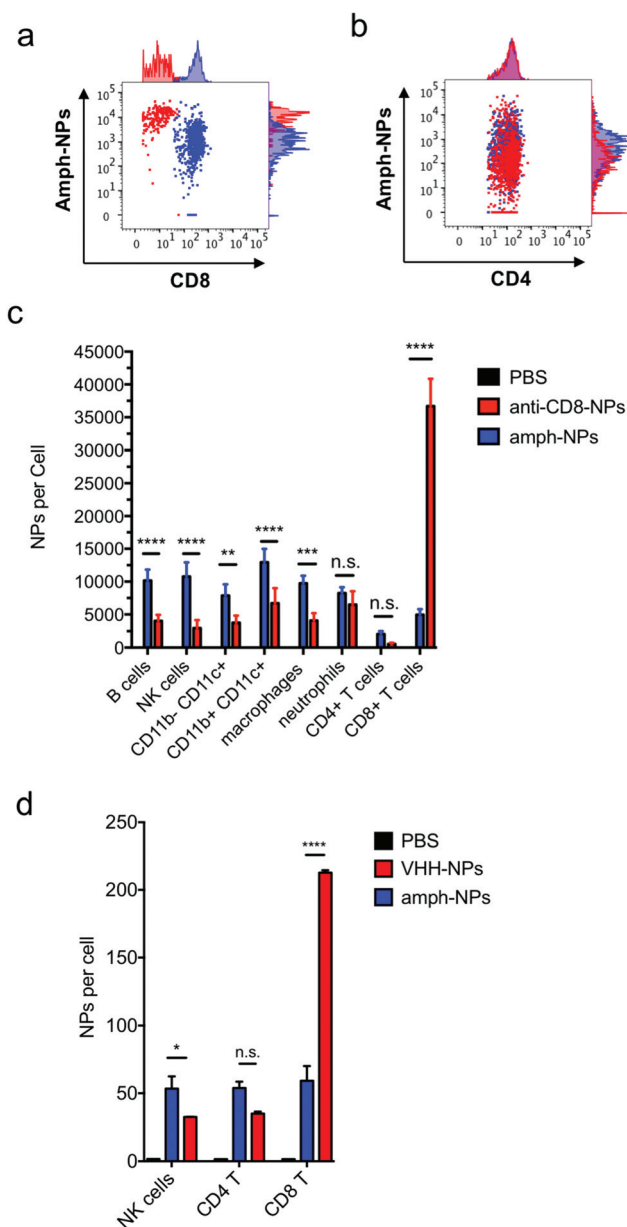 a
b
Amph-NPs
10^5
10^4
10^3
10^2
10^1
0
0 10^1 10^2 10^3 10^4 10^5
CD8
Amph-NPs
10^5
10^4
10^3
10^2
10^1
0
0 10^1 10^2 10^3 10^4 10^5
CD4
c
NPs per Cell
45000
40000
35000
30000
25000
20000
15000
10000
5000
0
**** **** ** **** *** n.s. n.s. ****
B cells
NK cells
CD11b- CD11c+
CD11b+ CD11c+
macrophages
neutrophils
CD4+ T cells
CD8+ T cells
PBS
anti-CD8-NPs
amph-NPs
d
NPs per cell
250
200
150
100
50
0
* n.s. ****
NK cells
CD4 T
CD8 T
PBS
VHH-NPs
amph-NPs